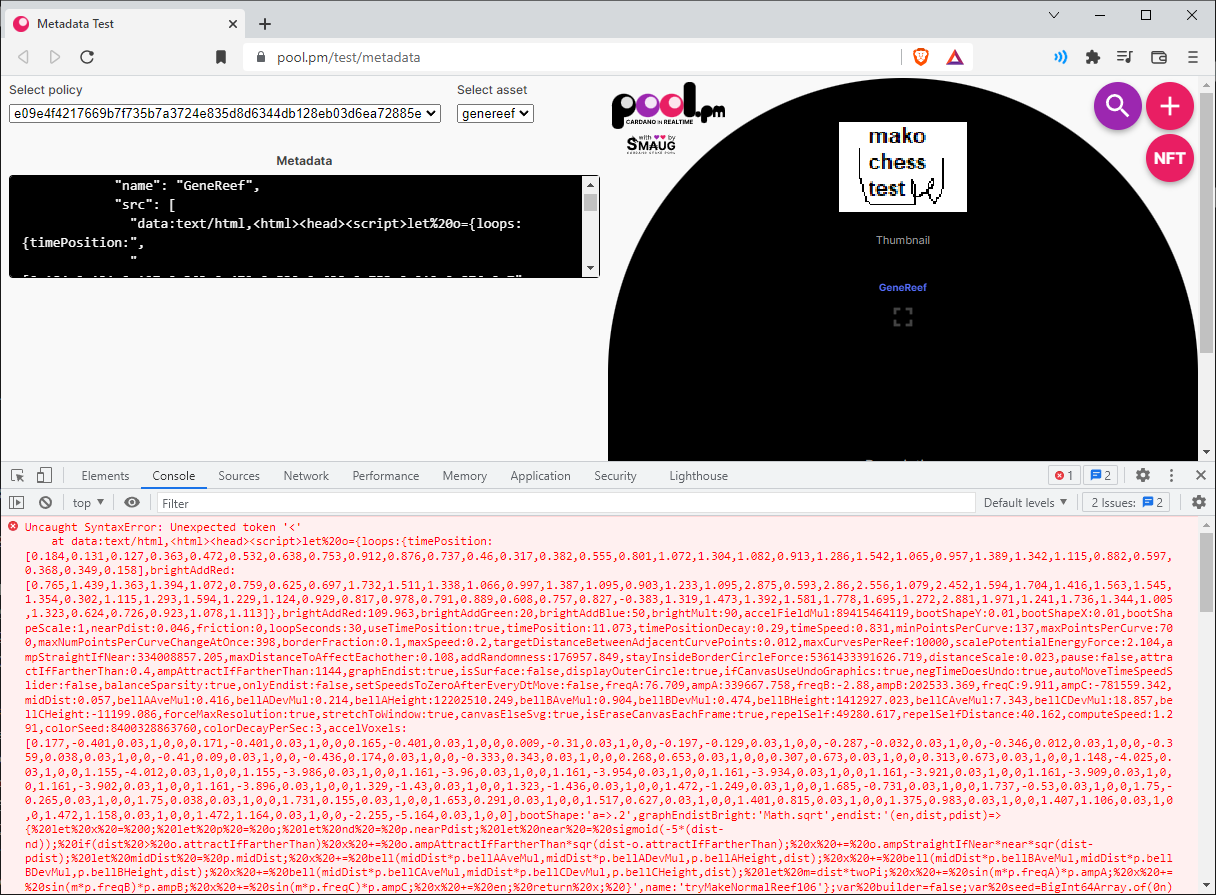 Metadata Test
pool.pm/test/metadata
Select policy
Select asset
e09e4f4217669b7f735b7a3724e835d8d6344db128eb03d6ea72885e
genereef
Metadata
"name": "GeneReef",
"src": [
"data:text/html,<html><head><script>let%20o={loops:
{timePosition:",
"
pool.pm
CARDANO IN REALTIME
with by
SMAUG
NFT
mako
chess
test
Thumbnail
GeneReef
Elements
Console
Sources
Network
Performance
Memory
Application
Security
Lighthouse
1
2
top
Filter
Default levels
2 Issues: 2
Uncaught SyntaxError: Unexpected token '<'
at data:text/html,<html><head><script>let%20o={loops:{timePosition:
[0.184,0.131,0.127,0.363,0.472,0.532,0.638,0.753,0.912,0.876,0.737,0.46,0.317,0.382,0.555,0.801,1.072,1.304,1.082,0.913,1.286,1.542,1.065,0.957,1.389,1.342,1.115,0.882,0.597,
0.368,0.349,0.158],brightAddRed:
[0.765,1.439,1.363,1.394,1.072,0.759,0.625,0.697,1.732,1.511,1.338,1.066,0.997,1.387,1.095,0.903,1.233,1.095,2.875,0.593,2.86,2.556,1.079,2.452,1.594,1.704,1.416,1.563,1.545,
1.354,0.302,1.115,1.293,1.594,1.229,1.124,0.929,0.817,0.978,0.791,0.889,0.608,0.757,0.827,-0.383,1.319,1.473,1.392,1.581,1.778,1.695,1.272,2.881,1.971,1.241,1.736,1.344,1.005
,1.323,0.624,0.726,0.923,1.078,1.113]},brightAddRed:109.963,brightAddGreen:20,brightAddBlue:50,brightMult:90,accelFieldMul:89415464119,bootShapeY:0.01,bootShapeX:0.01,bootSha
peScale:1,nearPdist:0.046,friction:0,loopSeconds:30,useTimePosition:true,timePosition:11.073,timePositionDecay:0.29,timeSpeed:0.831,minPointsPerCurve:137,maxPointsPerCurve:70
0,maxNumPointsPerCurveChangeAtOnce:398,borderFraction:0.1,maxSpeed:0.2,targetDistanceBetweenAdjacentCurvePoints:0.012,maxCurvesPerReef:10000,scalePotentialEnergyForce:2.104,a
mpStraightIfNear:334008857.205,maxDistanceToAffectEachother:0.108,addRandomness:176957.849,stayInsideBorderCircleForce:5361433391626.719,distanceScale:0.023,pause:false,attra
ctIfFartherThan:0.4,ampAttractIfFartherThan:1144,graphEndist:true,isSurface:false,displayOuterCircle:true,ifCanvasUseUndoGraphics:true,negTimeDoesUndo:true,autoMoveTimeSpeedS
lider:false,balanceSparsity:true,onlyEndist:false,setSpeedsToZeroAfterEveryDtMove:false,freqA:76.709,ampA:339667.758,freqB:-2.88,ampB:202533.369,freqC:9.911,ampC:-781559.342,
midDist:0.057,bellAAveMul:0.416,bellADevMul:0.214,bellAHeight:12202510.249,bellBAveMul:0.904,bellBDevMul:0.474,bellBHeight:1412927.023,bellCAveMul:7.343,bellCDevMul:18.857,be
llCHeight:-11199.086,forceMaxResolution:true,stretchToWindow:true,canvasElseSvg:true,isEraseCanvasEachFrame:true,repelSelf:49280.617,repelSelfDistance:40.162,computeSpeed:1.2
91,colorSeed:8400328863760,colorDecayPerSec:3,accelVoxels:
[0.177,-0.401,0.03,1,0,0,0.171,-0.401,0.03,1,0,0,0.165,-0.401,0.03,1,0,0,0.009,-0.31,0.03,1,0,0,-0.197,-0.129,0.03,1,0,0,-0.287,-0.032,0.03,1,0,0,-0.346,0.012,0.03,1,0,0,-0.3
59,0.038,0.03,1,0,0,-0.41,0.09,0.03,1,0,0,-0.436,0.174,0.03,1,0,0,-0.333,0.343,0.03,1,0,0,0.268,0.653,0.03,1,0,0,0.307,0.673,0.03,1,0,0,0.313,0.673,0.03,1,0,0,1.148,-4.025,0.
03,1,0,0,1.155,-4.012,0.03,1,0,0,1.155,-3.986,0.03,1,0,0,1.161,-3.96,0.03,1,0,0,1.161,-3.954,0.03,1,0,0,1.161,-3.934,0.03,1,0,0,1.161,-3.921,0.03,1,0,0,1.161,-3.909,0.03,1,0,
0,1.161,-3.902,0.03,1,0,0,1.161,-3.896,0.03,1,0,0,1.329,-1.43,0.03,1,0,0,1.323,-1.436,0.03,1,0,0,1.472,-1.249,0.03,1,0,0,1.685,-0.731,0.03,1,0,0,1.737,-0.53,0.03,1,0,0,1.75,-
0.265,0.03,1,0,0,1.75,0.038,0.03,1,0,0,1.731,0.155,0.03,1,0,0,1.653,0.291,0.03,1,0,0,1.517,0.627,0.03,1,0,0,1.401,0.815,0.03,1,0,0,1.375,0.983,0.03,1,0,0,1.407,1.106,0.03,1,0
,0,1.472,1.158,0.03,1,0,0,1.472,1.164,0.03,1,0,0,-2.255,-5.164,0.03,1,0,0],bootShape:'a=>.2',graphEndistBright:'Math.sqrt',endist:'(en,dist,pdist)=>
{%20let%20x%20=%200;%20let%20p%20=%20o;%20let%20nd%20=%20p.nearPdist;%20let%20near%20=%20sigmoid(-5*(dist-
nd));%20if(dist%20>%20o.attractIfFartherThan)%20x%20+=%20o.ampAttractIfFartherThan*sqr(dist-o.attractIfFartherThan);%20x%20+=%20o.ampStraightIfNear*near*sqr(dist-
pdist);%20let%20midDist%20=%20p.midDist;%20x%20+=%20bell(midDist*p.bellAAveMul,midDist*p.bellADevMul,p.bellAHeight,dist);%20x%20+=%20bell(midDist*p.bellBAveMul,midDist*p.bell
BDevMul,p.bellBHeight,dist);%20x%20+=%20bell(midDist*p.bellCAveMul,midDist*p.bellCDevMul,p.bellCHeight,dist);%20let%20m=dist*twoPi;%20x%20+=%20sin(m*p.freqA)*p.ampA;%20x%20+=
%20sin(m*p.freqB)*p.ampB;%20x%20+=%20sin(m*p.freqC)*p.ampC;%20x%20+=%20en;%20return%20x;%20}',name:'tryMakeNormalReef106'};var%20builder=false;var%20seed=BigInt64Array.of(0n)